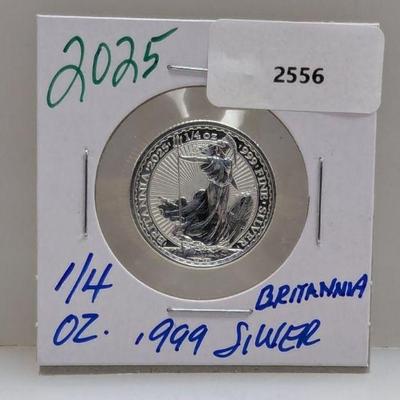 2025
2556
BRITANNIA · 2025 · 1/4 OZ · 999 · FINE · SILVER
1/4
BRITANNIA
OZ. .999 SILVER